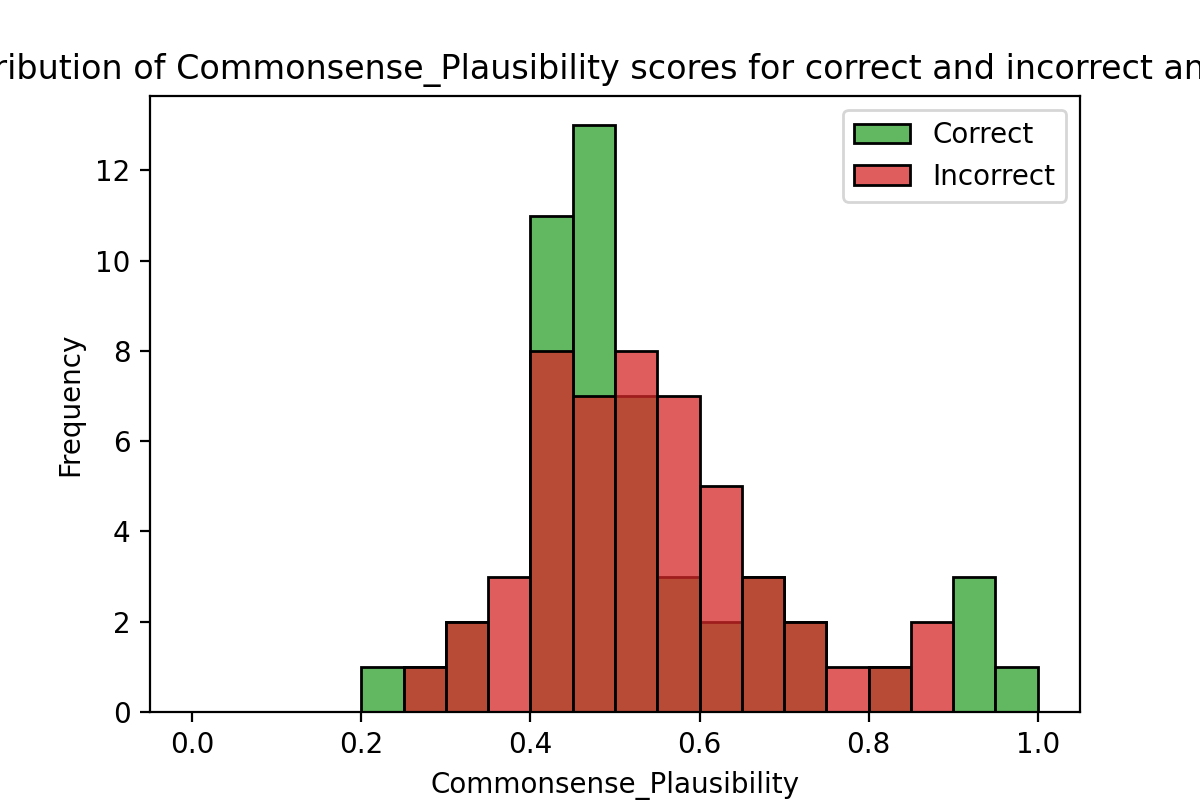 ribution of Commonsense_Plausibility scores for correct and incorrect an
Correct
Incorrect
12
10
8
6
4
2
0
Frequency
0.0 0.2 0.4 0.6 0.8 1.0
Commonsense_Plausibility